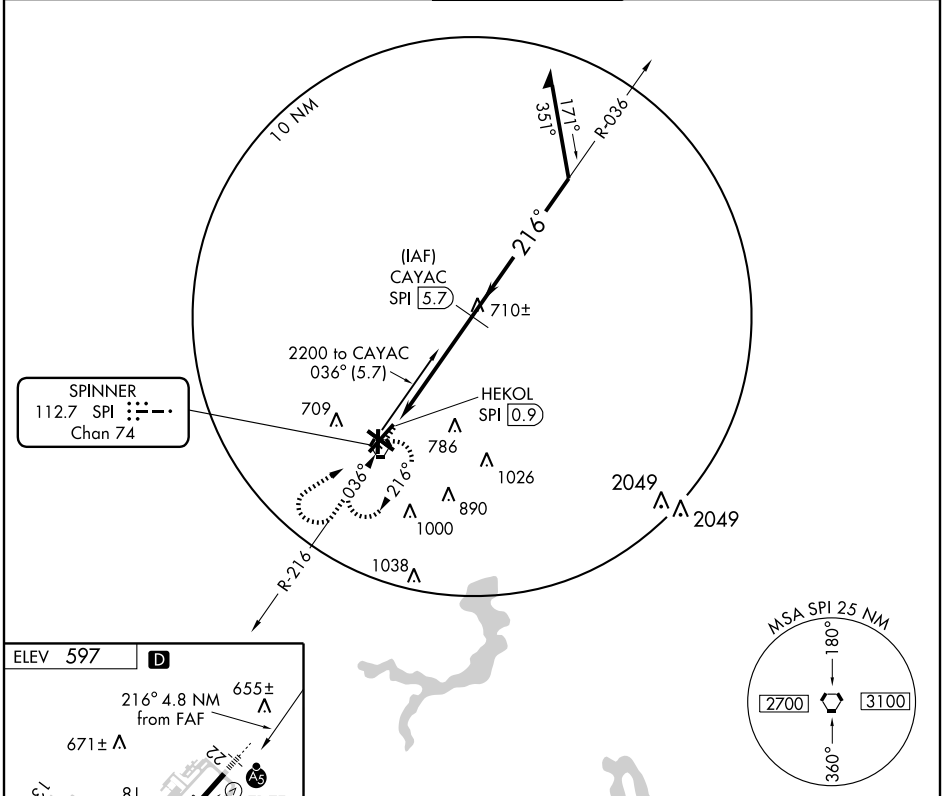 10 NM
171°
351°
R-036
216°
(IAF)
CAYAC
SPI 5.7
710±
2200 to CAYAC
036° (5.7)
SPINNER
112.7 SPI
Chan 74
709
HEKOL
SPI 0.9
786
1026
036°
216°
890
1000
2049
2049
1038
R-216
MSA SPI 25 NM
180°
2700
3100
360°
ELEV 597
D
216° 4.8 NM
from FAF
655±
671±
22
A5
V
13
18